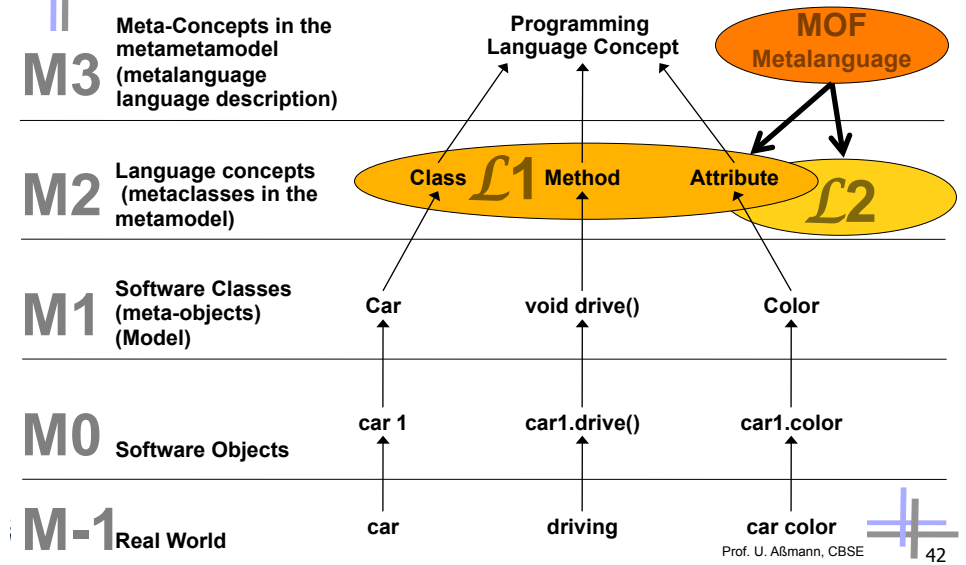 M3
Meta-Concepts in the
metametamodel
(metalanguage
language description)
Programming
Language Concept
MOF
Metalanguage
M2
Language concepts
(metaclasses in the
metamodel)
Class
ℒ1
Method
Attribute
ℒ2
M1
Software Classes
(meta-objects)
(Model)
Car
void drive()
Color
M0
Software Objects
car 1
car1.drive()
car1.color
M-1
Real World
car
driving
car color
Prof. U. Aßmann, CBSE
42